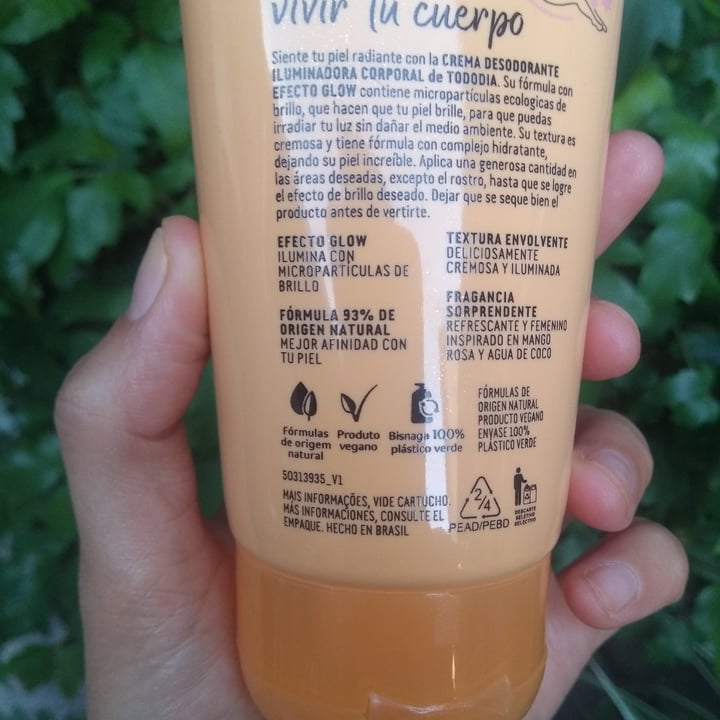 vivir tu cuerpo
Siente tu piel radiante con la CREMA DESODORANTE
ILUMINADORA CORPORAL de TODODIA. Su fórmula con
EFECTO GLOW contiene micropartículas ecologicas de
brillo, que hacen que tu piel brille, para que puedas
irradiar tu luz sin dañar el medio ambiente. Su textura es
cremosa y tiene fórmula con complejo hidratante,
dejando su piel increíble. Aplica una generosa cantidad en
las áreas deseadas, excepto el rostro, hasta que se logre
el efecto de brillo deseado. Dejar que se seque bien el
producto antes de vertirte.
EFECTO GLOW
ILUMINA CON
MICROPARTÍCULAS DE
BRILLO
FÓRMULA 93% DE
ORIGEN NATURAL
MEJOR AFINIDAD CON
TU PIEL
TEXTURA ENVOLVENTE
DELICIOSAMENTE
CREMOSA Y ILUMINADA
FRAGANCIA
SORPRENDENTE
REFRESCANTE Y FEMENINO
INSPIRADO EN MANGO
ROSA Y AGUA DE COCO
Fórmulas
de origem
natural
Produto
vegano
Bisnaga 100%
plástico verde
FÓRMULAS DE
ORIGEN NATURAL
PRODUCTO VEGANO
ENVASE 100%
PLÁSTICO VERDE
50313935_V1
MAIS INFORMAÇÕES, VIDE CARTUCHO.
MÁS INFORMACIONES, CONSULTE EL
EMPAQUE. HECHO EN BRASIL
2/4
PEAD/PEBD
DESCARTE
SELETIVO
SELECTIVO